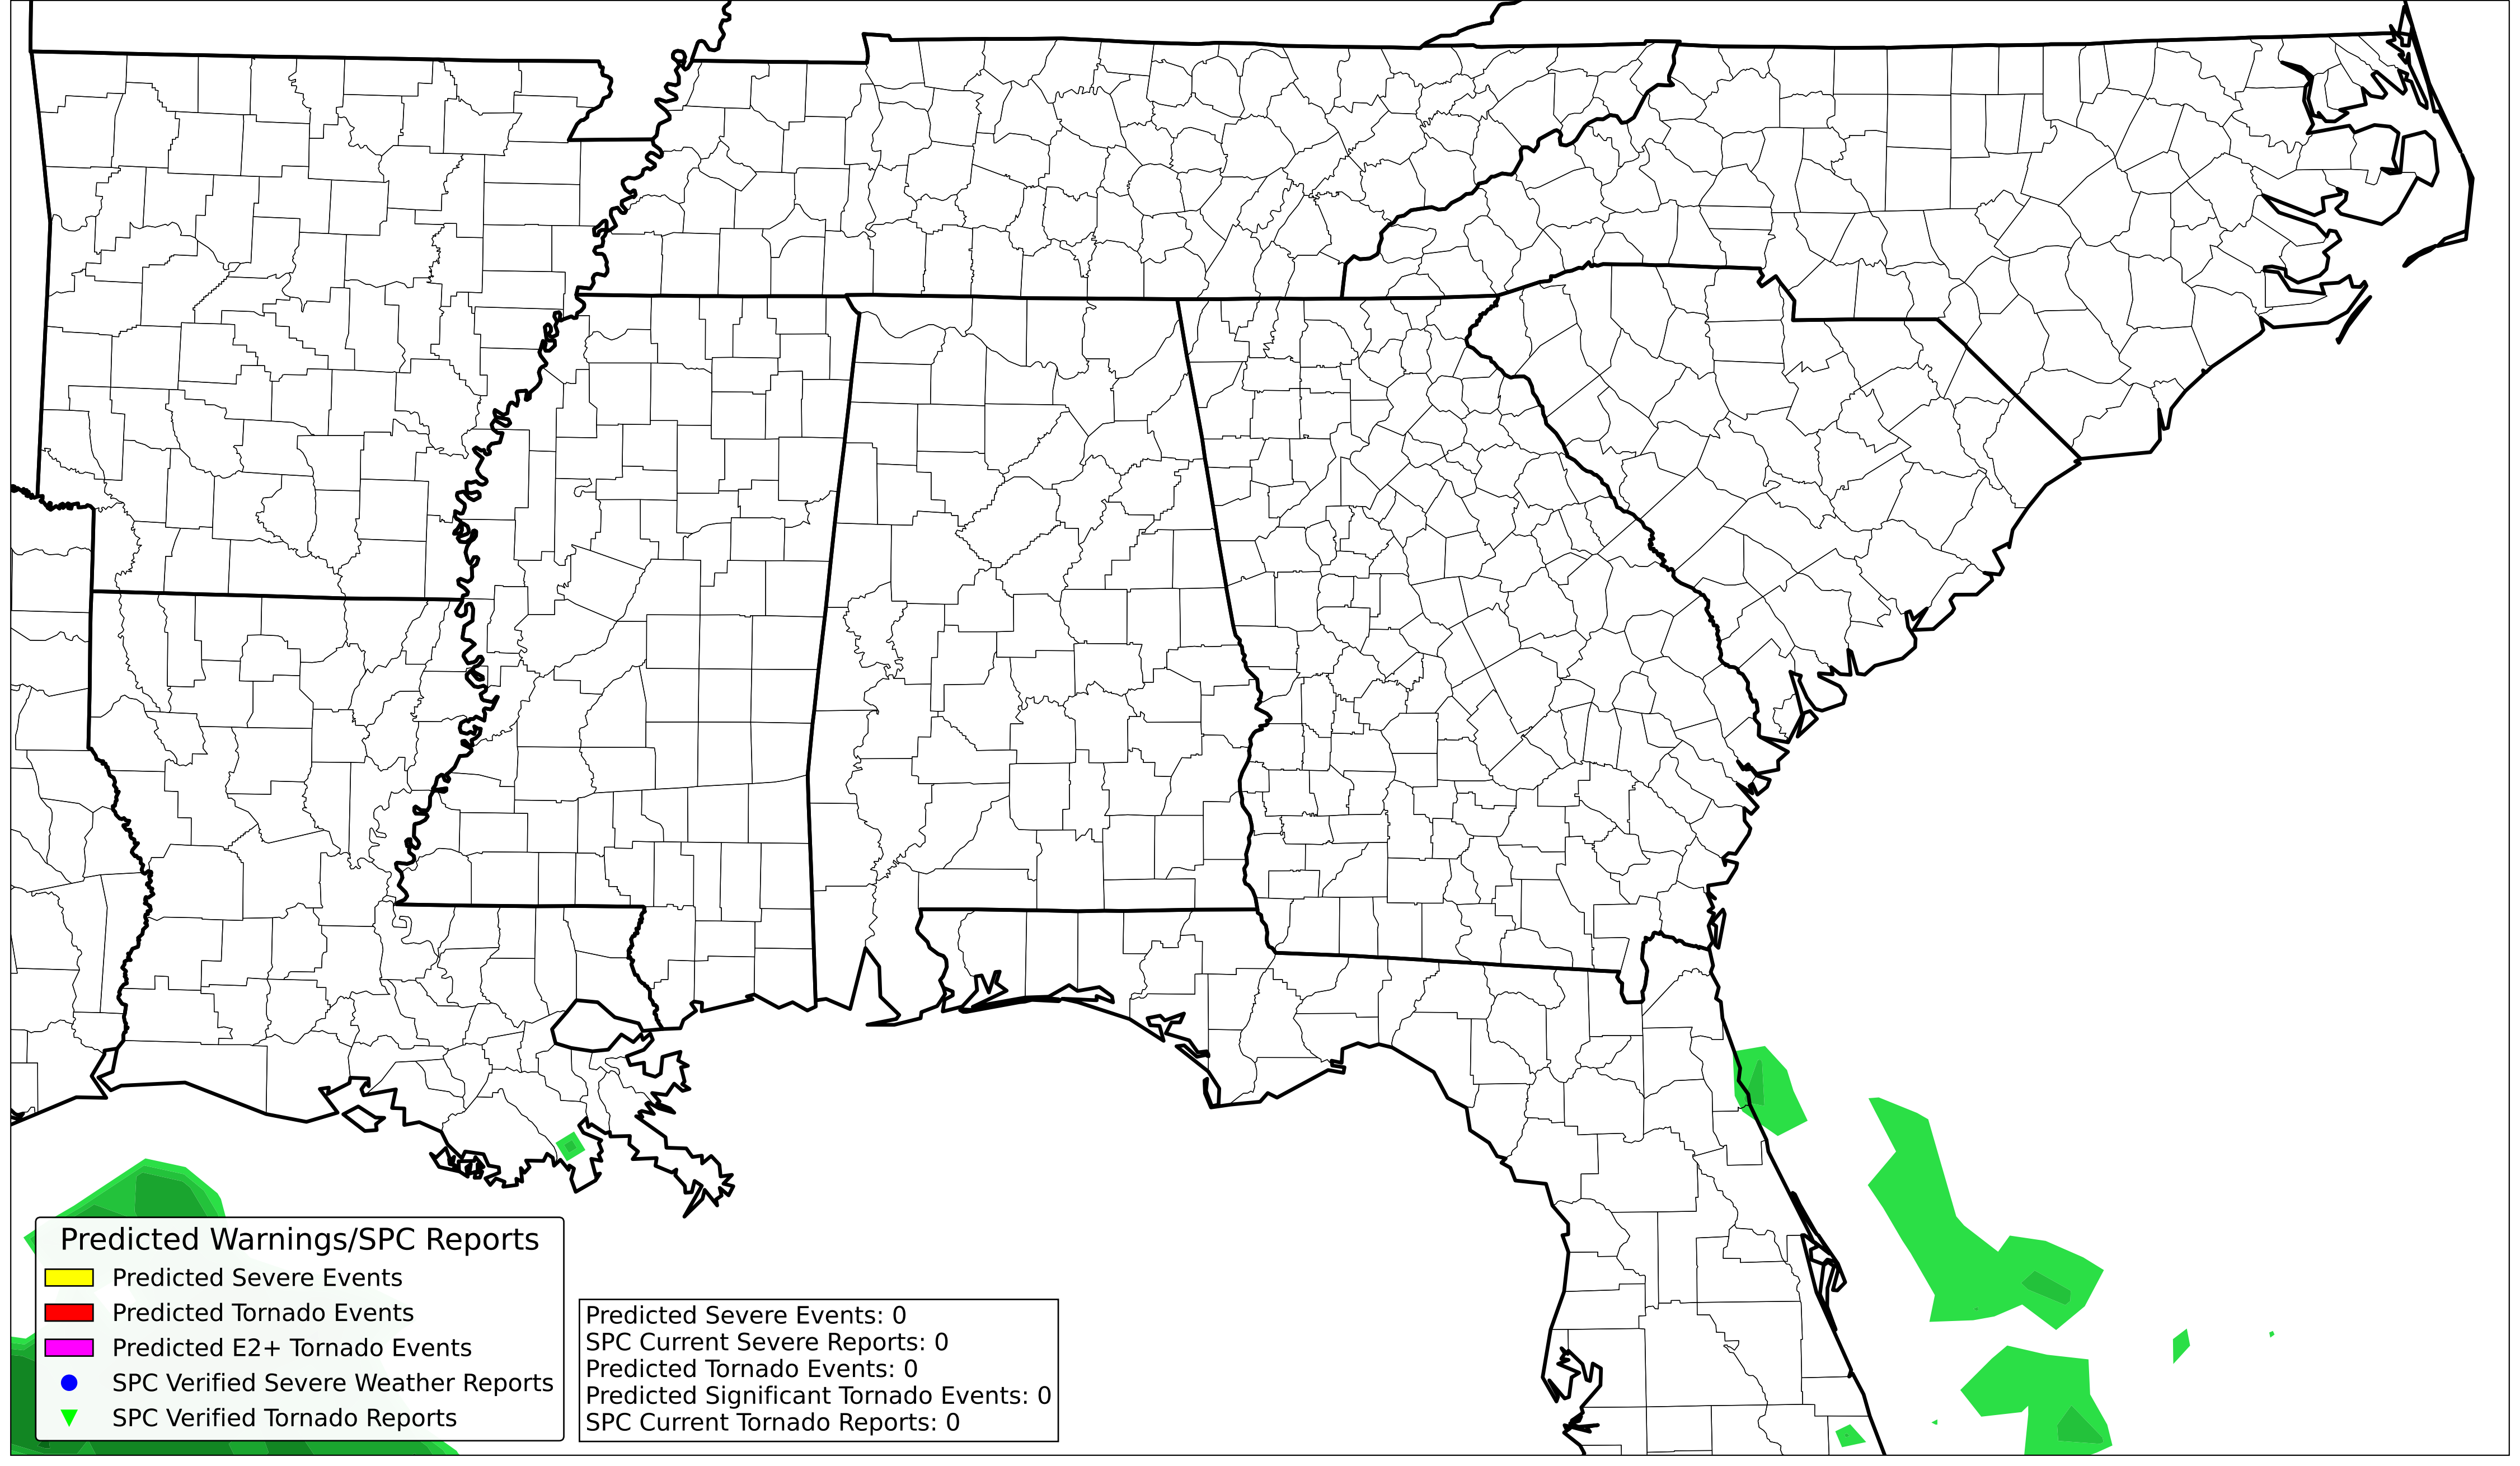 Predicted Warnings/SPC Reports
Predicted Severe Events
Predicted Tornado Events
Predicted E2+ Tornado Events
SPC Verified Severe Weather Reports
SPC Verified Tornado Reports
Predicted Severe Events: 0
SPC Current Severe Reports: 0
Predicted Tornado Events: 0
Predicted Significant Tornado Events: 0
SPC Current Tornado Reports: 0